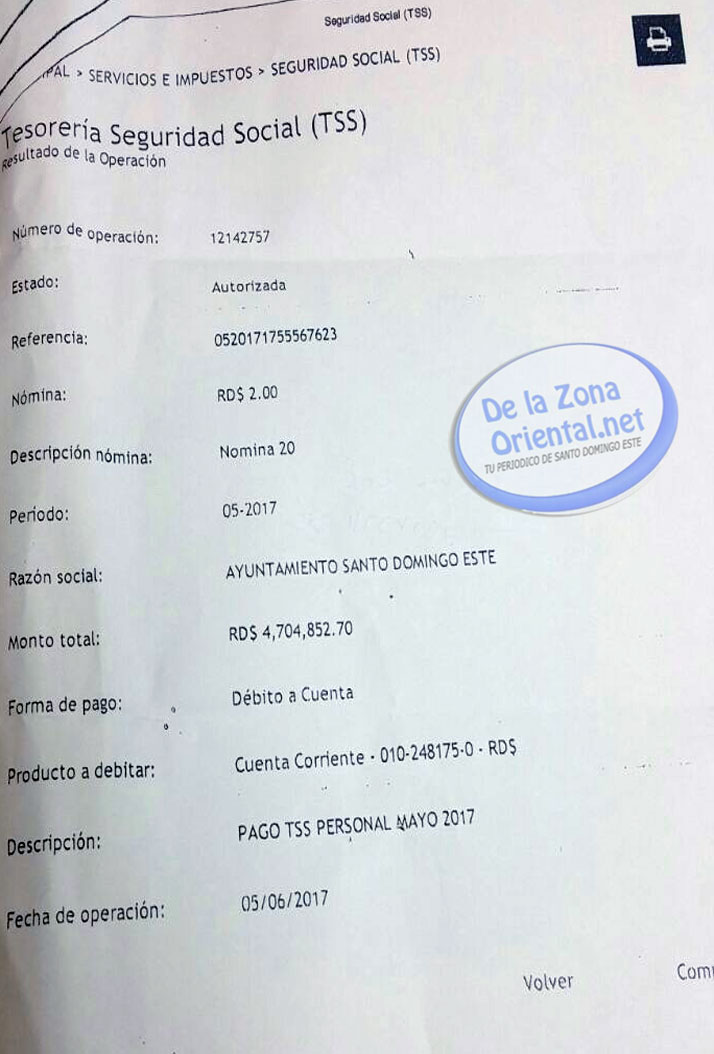 Seguridad Social (TSS)
> SERVICIOS E IMPUESTOS > SEGURIDAD SOCIAL (TSS)
Tesorería Seguridad Social (TSS)
Resultado de la Operación
Número de operación: 12142757
Estado: Autorizada
Referencia: 0520171755567623
Nómina: RD$ 2.00
Descripción nómina: Nomina 20
Período: 05-2017
Razón social: AYUNTAMIENTO SANTO DOMINGO ESTE
Monto total: RD$ 4,704,852.70
Forma de pago: Débito a Cuenta
Producto a debitar: Cuenta Corriente - 010-248175-0 - RD$
Descripción: PAGO TSS PERSONAL MAYO 2017
Fecha de operación: 05/06/2017
Volver
De la Zona
Oriental.net
TU PERIODICO DE SANTO DOMINGO ESTE